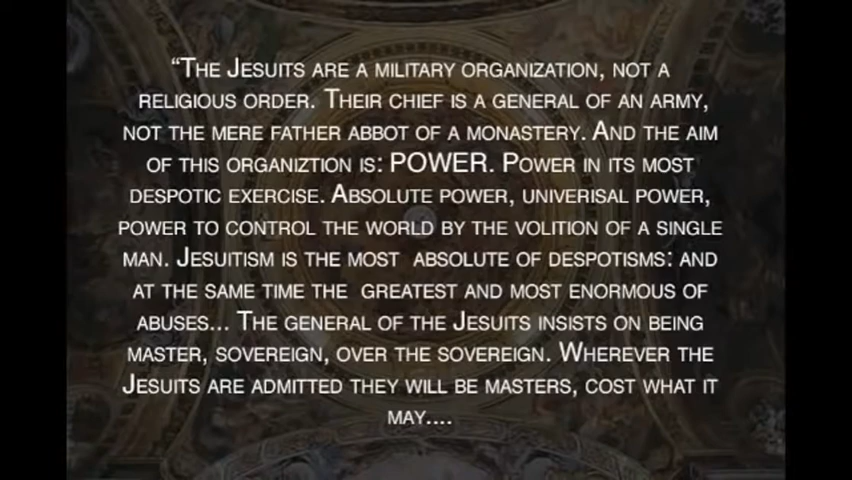 “The Jesuits are a military organization, not a
religious order. Their chief is a general of an army,
not the mere father abbot of a monastery. And the aim
of this organiztion is: POWER. Power in its most
despotic exercise. Absolute power, univerisal power,
power to control the world by the volition of a single
man. Jesuitism is the most absolute of despotisms: and
at the same time the greatest and most enormous of
abuses... The general of the Jesuits insists on being
master, sovereign, over the sovereign. Wherever the
Jesuits are admitted they will be masters, cost what it
may....